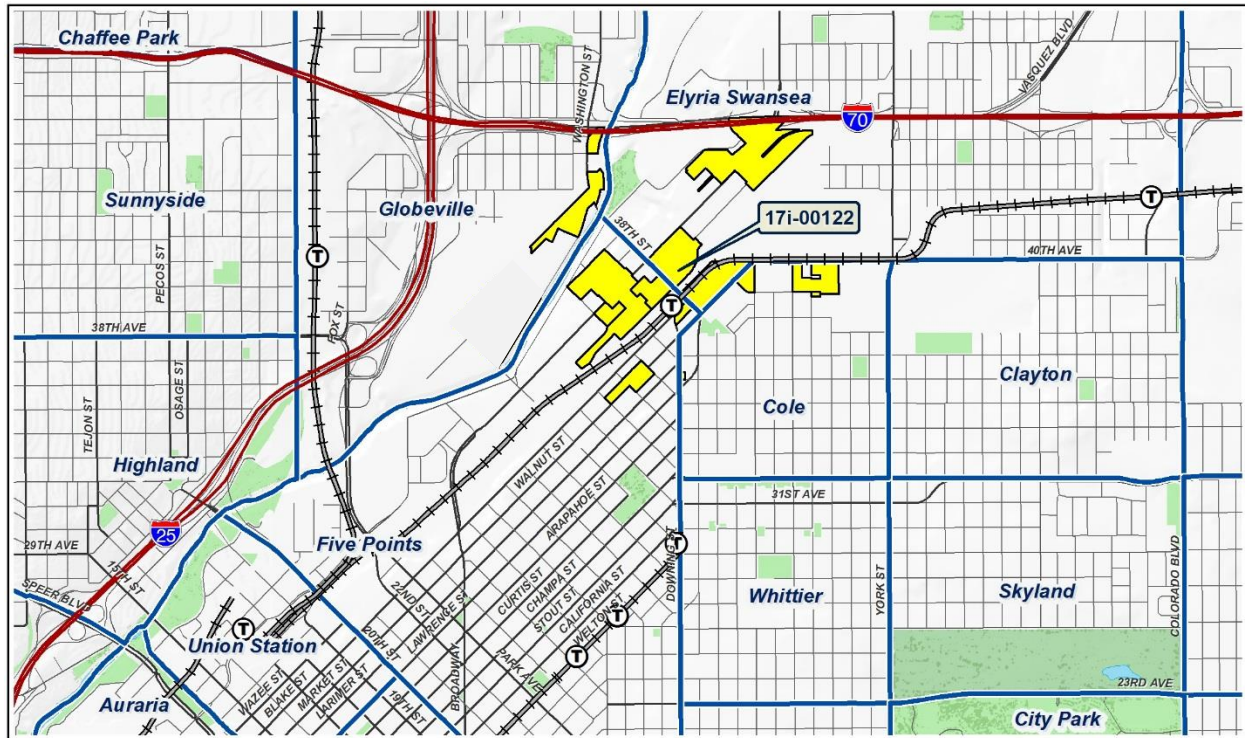 Chaffee Park
WASHINGTON ST
VASQUEZ BLVD
Elyria Swansea
70
Sunnyside
Globeville
T
17i-00122
38TH ST
T
40TH AVE
PECOS ST
T
38TH AVE
FOX ST
OSAGE ST
TEJON ST
Clayton
Cole
Highland
WALNUT ST
31ST AVE
ARAPAHOE ST
25
29TH AVE
15TH ST
SPEER BLVD
Five Points
T
DOWNING ST
22ND ST
LAWRENCE ST
CURTIS ST
CHAMPA ST
STOUT ST
CALIFORNIA ST
WELTON ST
Whittier
YORK ST
Skyland
COLORADO BLVD
T
T
Union Station
20TH ST
T
PARK AVE
BROADWAY
WAZEE ST
BLAKE ST
MARKET ST
LARIMER ST
19TH ST
Auraria
23RD AVE
City Park